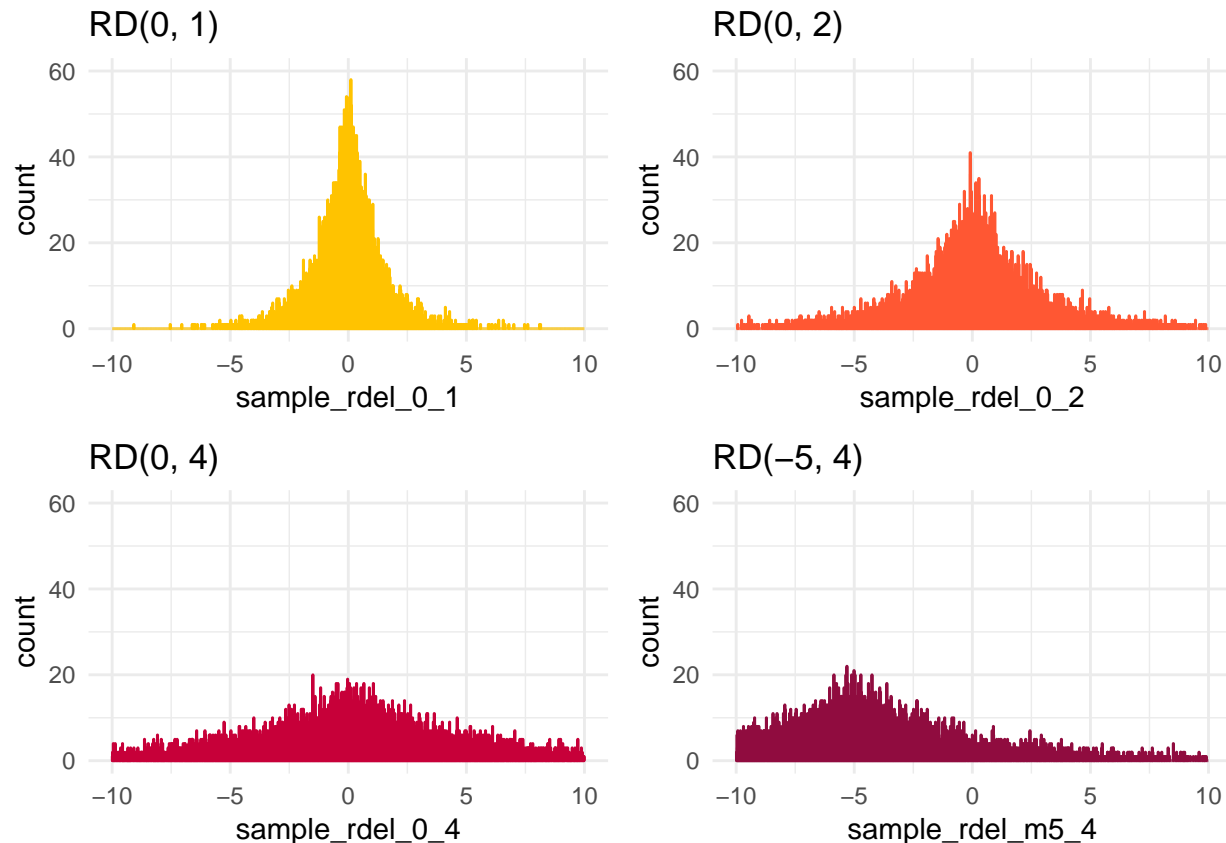 RD(0, 1)
60
40
20
0
count
−10 −5 0 5 10
sample_rdel_0_1
RD(0, 2)
60
40
20
0
count
−10 −5 0 5 10
sample_rdel_0_2
RD(0, 4)
60
40
20
0
count
−10 −5 0 5 10
sample_rdel_0_4
RD(−5, 4)
60
40
20
0
count
−10 −5 0 5 10
sample_rdel_m5_4